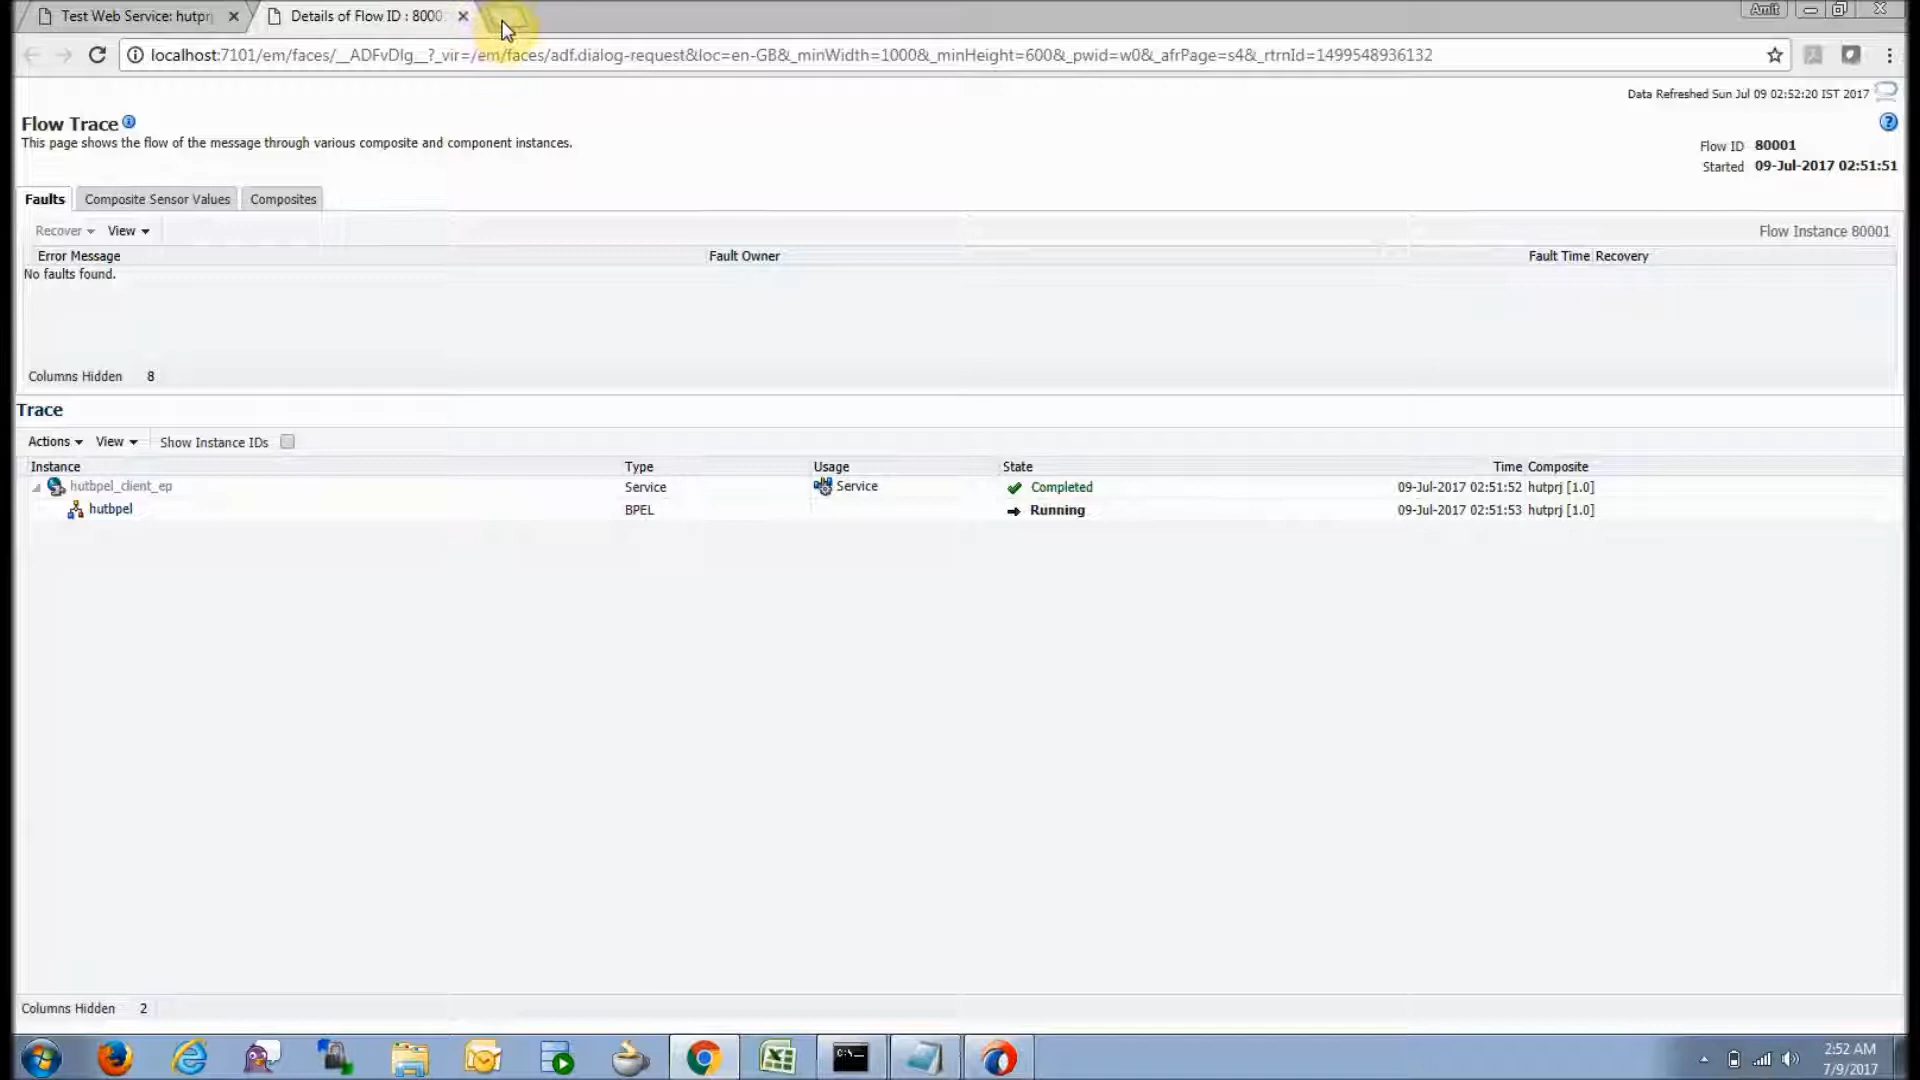 Test Web Service: hutprj
Details of Flow ID : 8000
Amit
localhost:7101/em/faces/__ADFvDlg__?_vir=/em/faces/adf.dialog-request&loc=en-GB&_minWidth=1000&_minHeight=600&_pwid=w0&_afrPage=s4&_rtrnId=1499548936132
Data Refreshed Sun Jul 09 02:52:20 IST 2017
Flow Trace
This page shows the flow of the message through various composite and component instances.
Flow ID 80001
Started 09-Jul-2017 02:51:51
Faults Composite Sensor Values Composites
Recover View Flow Instance 80001
Error Message Fault Owner Fault Time Recovery
No faults found.
Columns Hidden 8
Trace
Actions View Show Instance IDs
Instance Type Usage State Time Composite
hutbpel_client_ep Service Service Completed 09-Jul-2017 02:51:52 hutprj [1.0]
hutbpel BPEL Running 09-Jul-2017 02:51:53 hutprj [1.0]
Columns Hidden 2
2:52 AM
7/9/2017